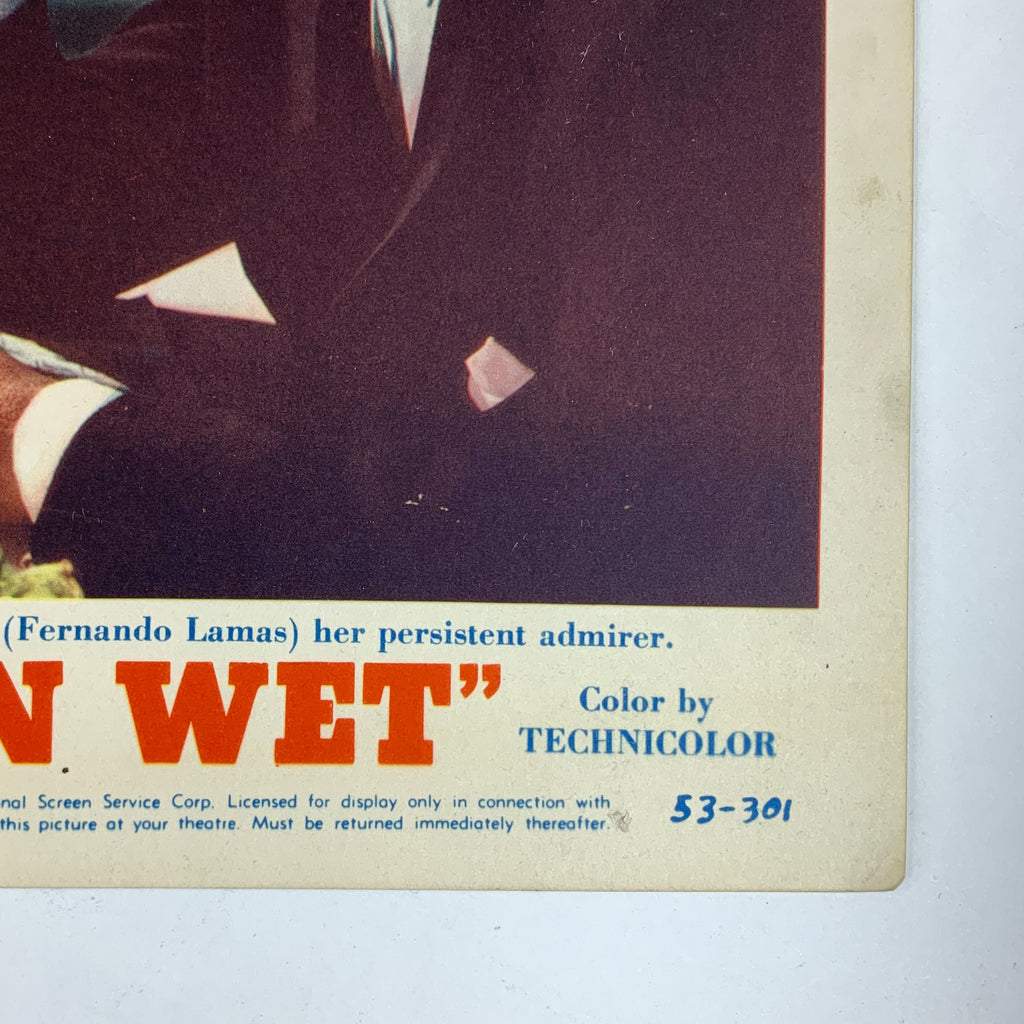 (Fernando Lamas) her persistent admirer.
N WET”
Color by
TECHNICOLOR
nal Screen Service Corp. Licensed for display only in connection with
this picture at your theatre. Must be returned immediately thereafter.
53-301